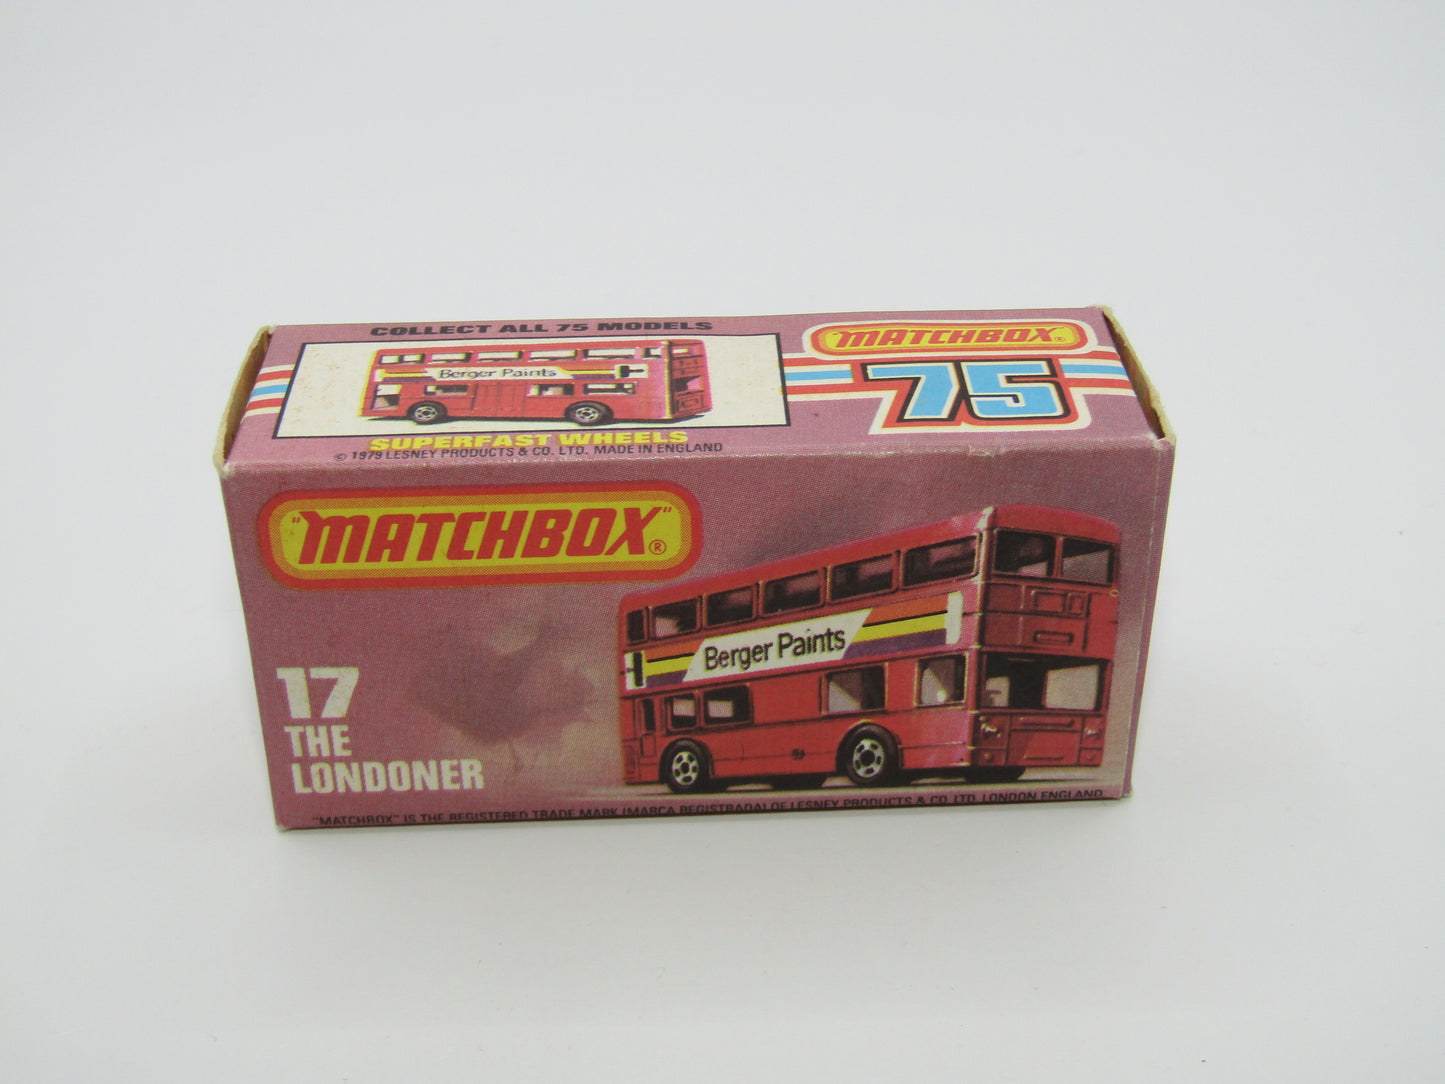 COLLECT ALL 75 MODELS
Berger Paints
SUPERFAST WHEELS
© 1979 LESNEY PRODUCTS & CO. LTD. MADE IN ENGLAND
"MATCHBOX"®
75
"MATCHBOX"®
Berger Paints
17
THE
LONDONER
"MATCHBOX" IS THE REGISTERED TRADE MARK (MARCA REGISTRADA) OF LESNEY PRODUCTS & CO. LTD. LONDON ENGLAND.